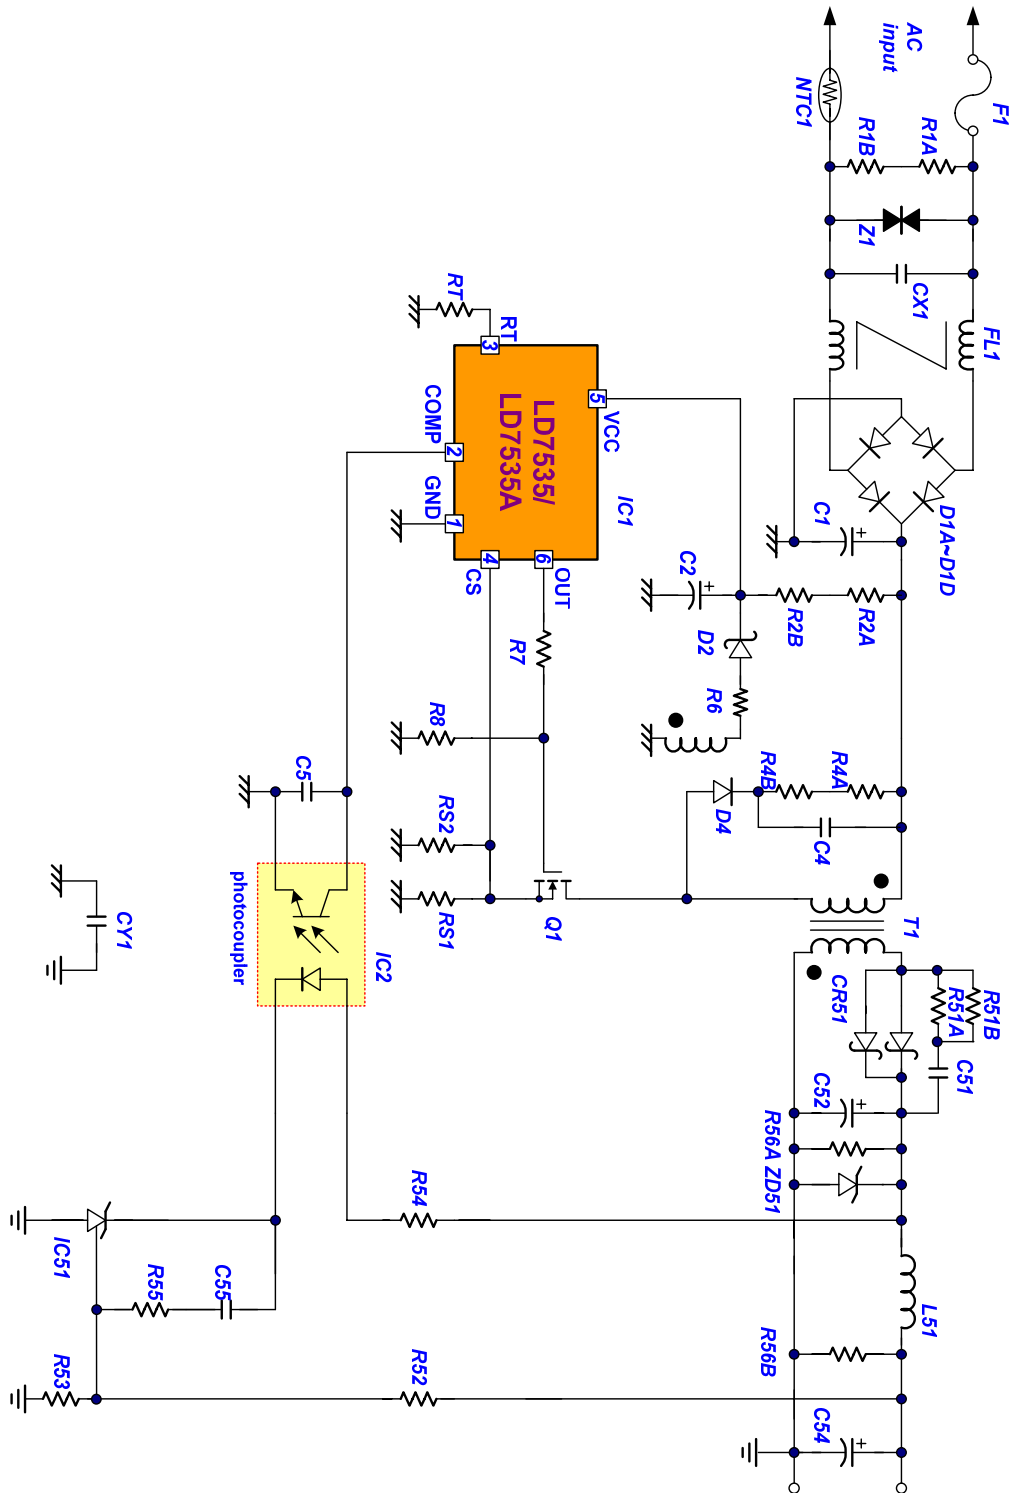 AC
input
F1
NTC1
R1A
R1B
Z1
CX1
FL1
D1A~D1D
C1
R2A
R2B
C2
D2
R6
R4A
R4B
C4
D4
T1
RT
RT
3
VCC
5
COMP
2
GND
1
CS
4
OUT
6
LD7535/
LD7535A
IC1
R7
R8
RS2
RS1
Q1
C5
IC2
photocoupler
CY1
CR51
R51A
R51B
C51
C52
R56A
ZD51
L51
R54
R56B
R52
C54
IC51
R55
C55
R53
+
+
+
+